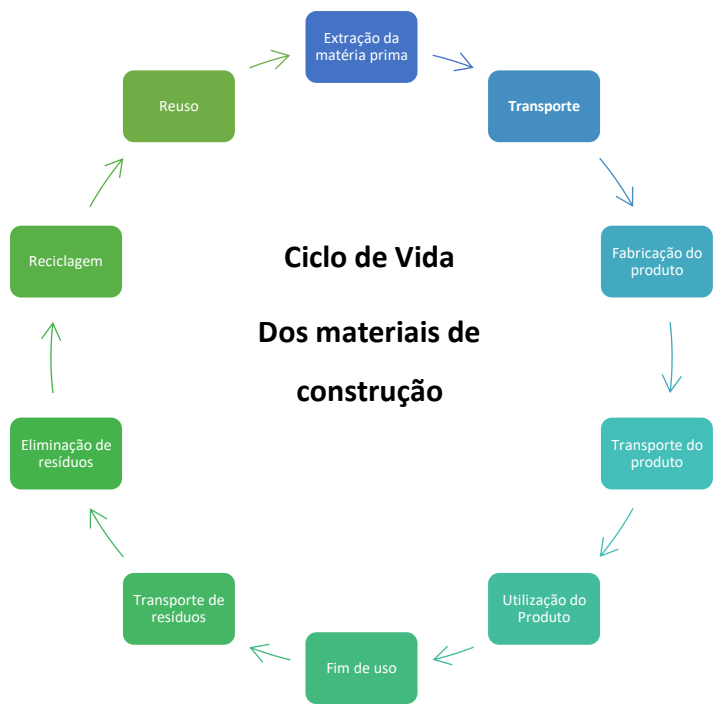 Extração da
matéria prima
Transporte
Fabricação do
produto
Transporte do
produto
Utilização do
Produto
Fim de uso
Transporte de
resíduos
Eliminação de
resíduos
Reciclagem
Reuso
Ciclo de Vida
Dos materiais de
construção